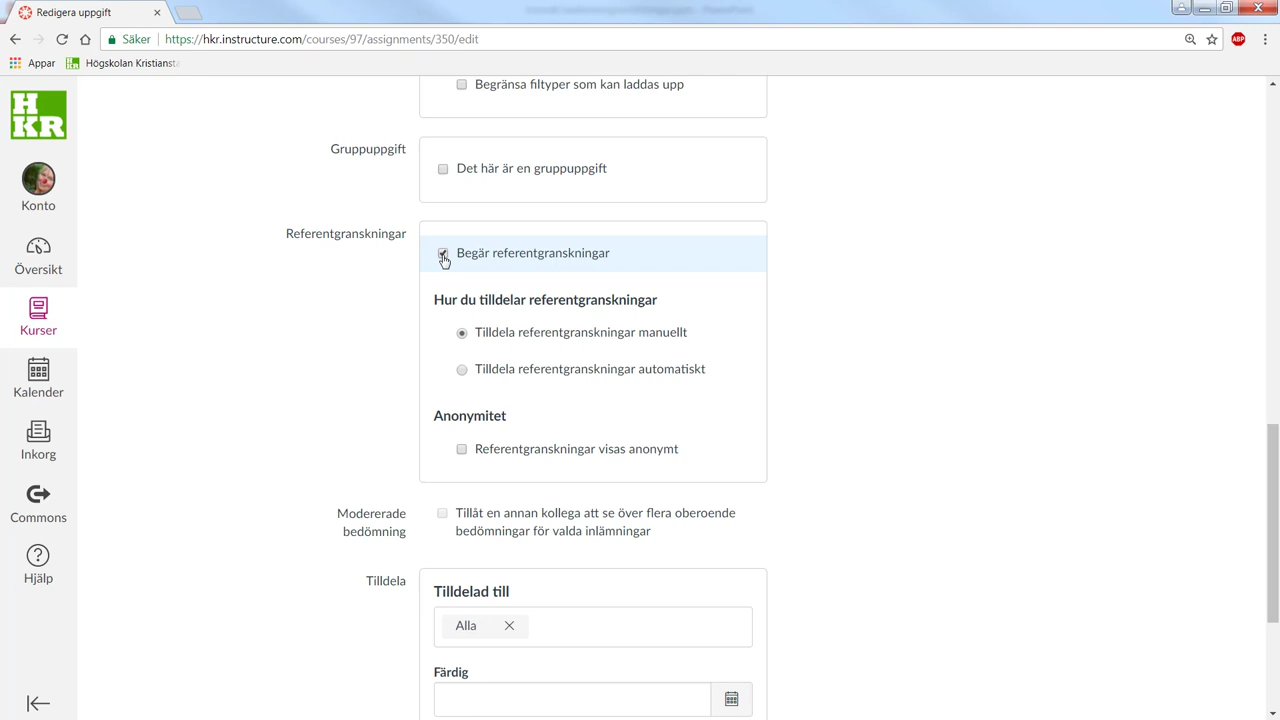 Redigera uppgift
Säker
https://hkr.instructure.com/courses/97/assignments/350/edit
ABP
Appar
Högskolan Kristiansta
HKR
Begränsa filtyper som kan laddas upp
Gruppuppgift
Det här är en gruppuppgift
Konto
Referentgranskningar
Begär referentgranskningar
Översikt
Hur du tilldelar referentgranskningar
Kurser
Tilldela referentgranskningar manuellt
Tilldela referentgranskningar automatiskt
Kalender
Anonymitet
Referentgranskningar visas anonymt
Inkorg
Modererade
bedömning
Tillåt en annan kollega att se över flera oberoende
bedömningar för valda inlämningar
Commons
Hjälp
Tilldela
Tilldelad till
Alla
Färdig